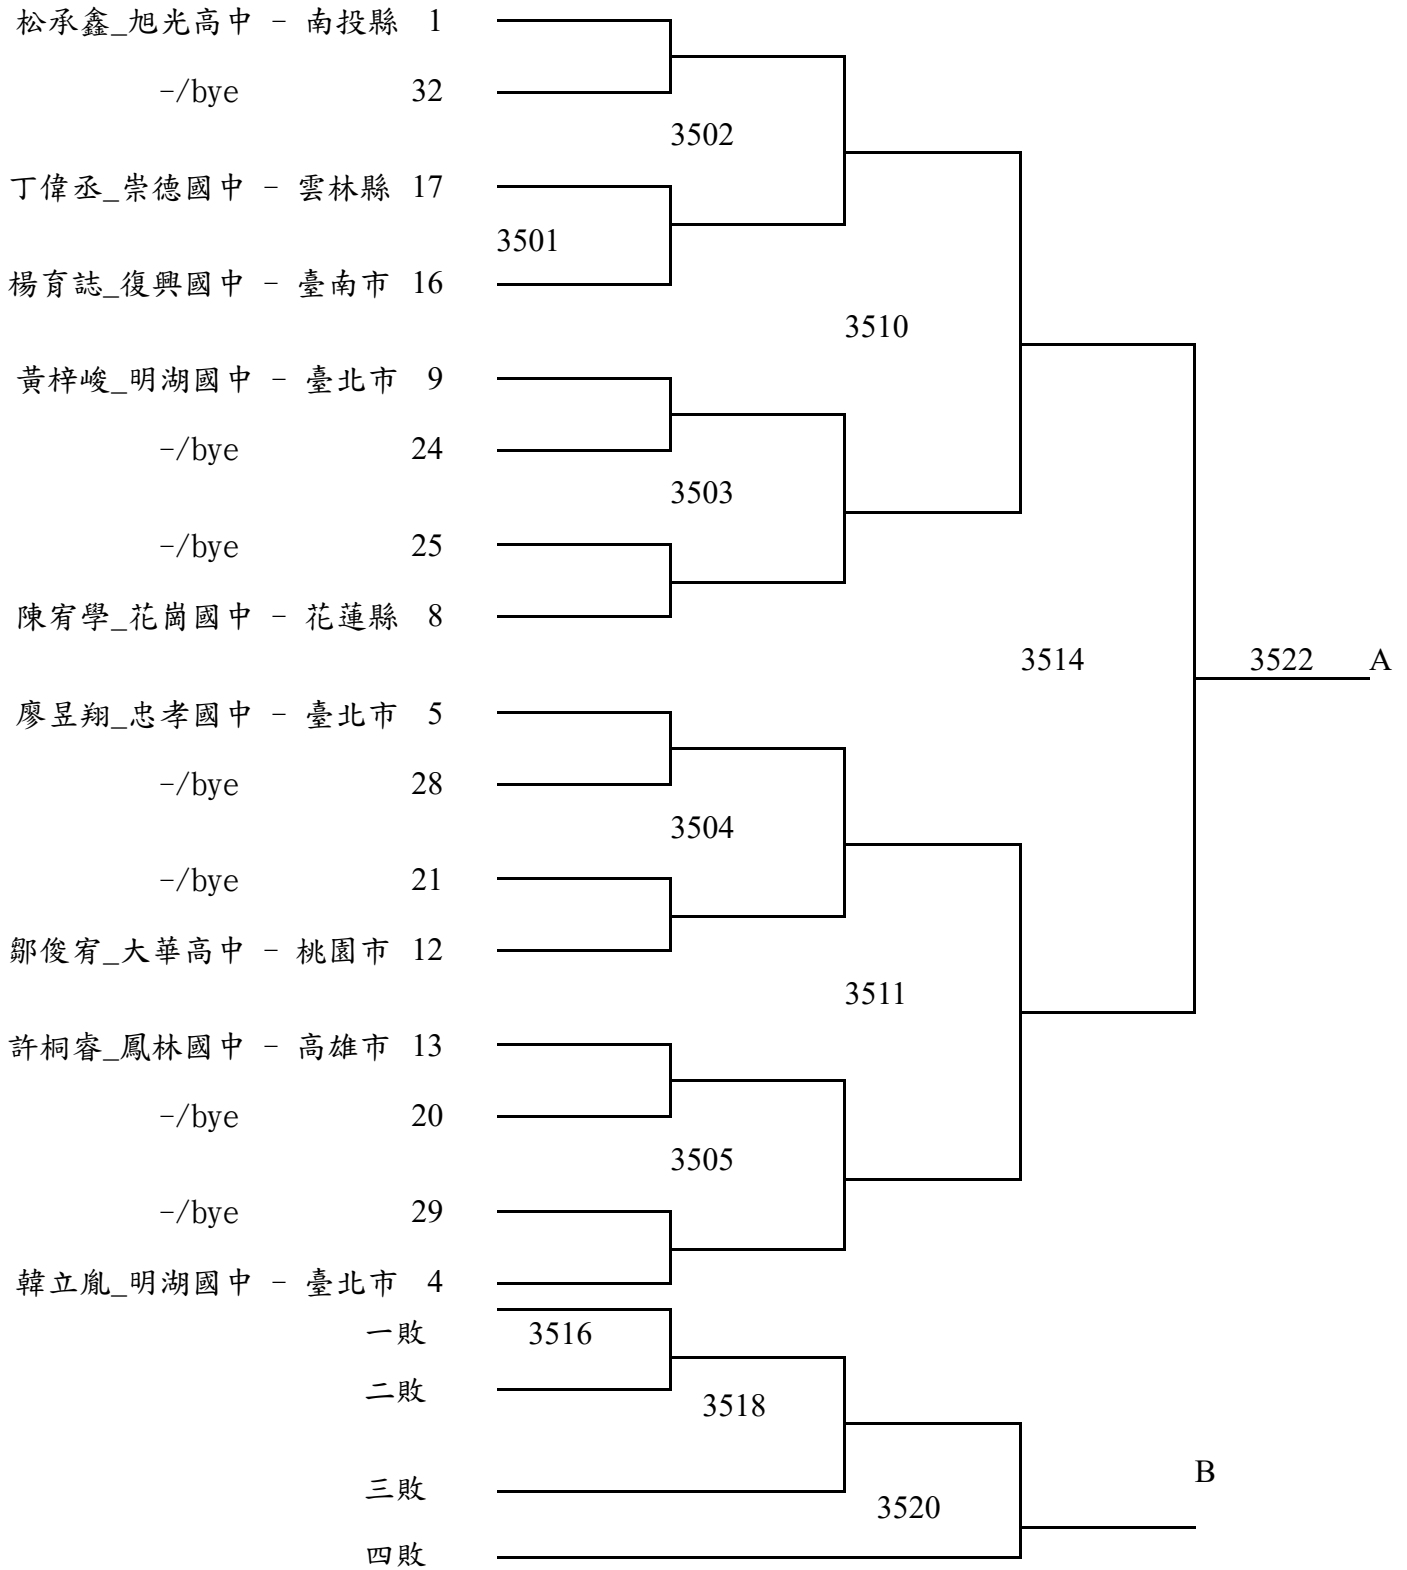 松承鑫_旭光高中 - 南投縣 1
-/bye 32
3502
丁偉丞_崇德國中 - 雲林縣 17
3501
楊育誌_復興國中 - 臺南市 16
3510
黃梓峻_明湖國中 - 臺北市 9
-/bye 24
3503
-/bye 25
陳宥學_花崗國中 - 花蓮縣 8
3514 3522 A
廖昱翔_忠孝國中 - 臺北市 5
-/bye 28
3504
-/bye 21
鄒俊宥_大華高中 - 桃園市 12
3511
許桐睿_鳳林國中 - 高雄市 13
-/bye 20
3505
-/bye 29
韓立胤_明湖國中 - 臺北市 4
一敗 3516
二敗
3518
B
三敗
3520
四敗